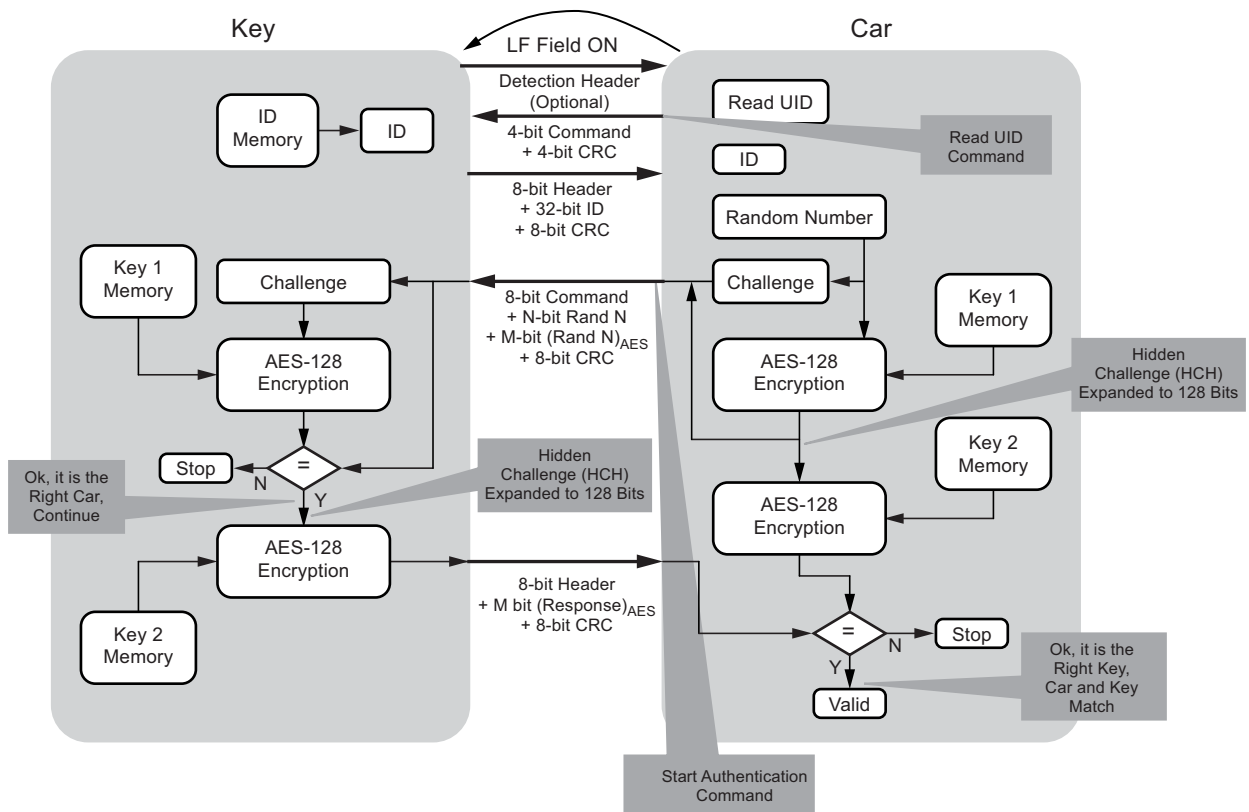 Key
Car
LF Field ON
Detection Header
(Optional)
ID
Memory
ID
Read UID
4-bit Command
+ 4-bit CRC
Read UID
Command
ID
8-bit Header
+ 32-bit ID
+ 8-bit CRC
Random Number
Key 1
Memory
Challenge
Challenge
8-bit Command
+ N-bit Rand N
+ M-bit (Rand N)AES
+ 8-bit CRC
Key 1
Memory
AES-128
Encryption
AES-128
Encryption
Hidden
Challenge (HCH)
Expanded to 128 Bits
Stop
N
=
Y
Ok, it is the
Right Car,
Continue
Hidden
Challenge (HCH)
Expanded to 128 Bits
Key 2
Memory
AES-128
Encryption
AES-128
Encryption
8-bit Header
+ M bit (Response)AES
+ 8-bit CRC
Key 2
Memory
=
N
Stop
Y
Valid
Ok, it is the
Right Key,
Car and Key
Match
Start Authentication
Command